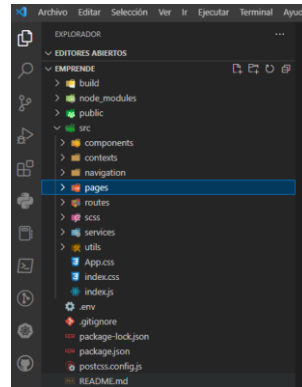 Archivo Editar Selección Ver Ir Ejecutar Terminal
EXPLORADOR
EDITORES ABIERTOS
EMPRENDE
build
node_modules
public
src
components
contexts
navigation
pages
routes
scss
services
utils
App.css
index.css
index.js
.env
.gitignore
package-lock.json
package.json
postcss.config.js
README.md